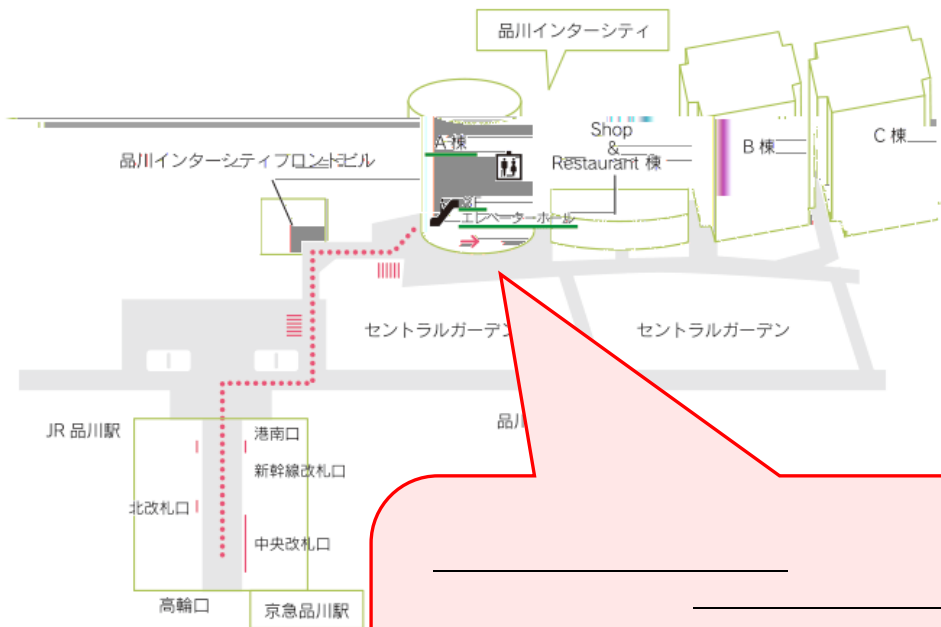 品川インターシティ
Shop
&
Restaurant 棟
A 棟
B 棟
C 棟
品川インターシティフロントビル
エレベーターホール
セントラルガーデン
セントラルガーデン
JR 品川駅
港南口
新幹線改札口
北改札口
中央改札口
高輪口
京急品川駅